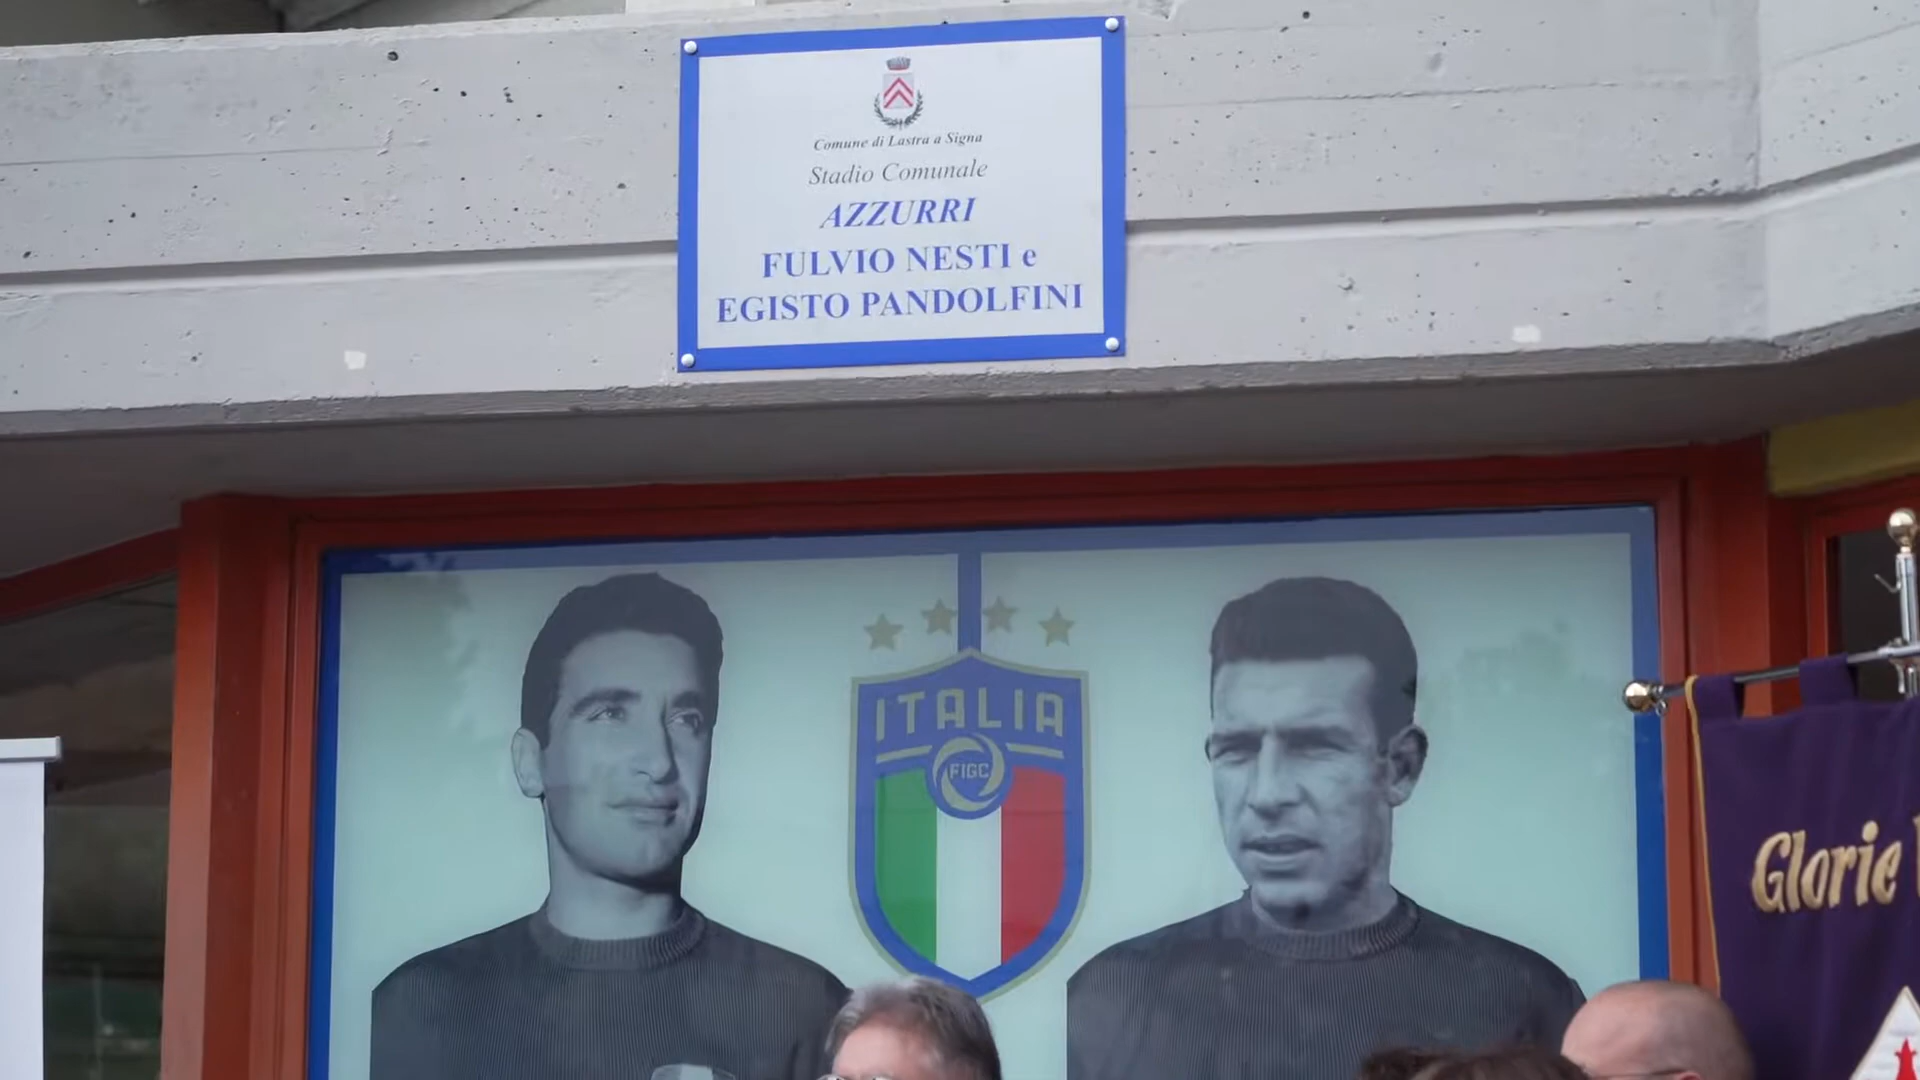 Comune di Lastra a Signa
Stadio Comunale
AZZURRI
FULVIO NESTI e
EGISTO PANDOLFINI
ITALIA
FIGC
Glorie